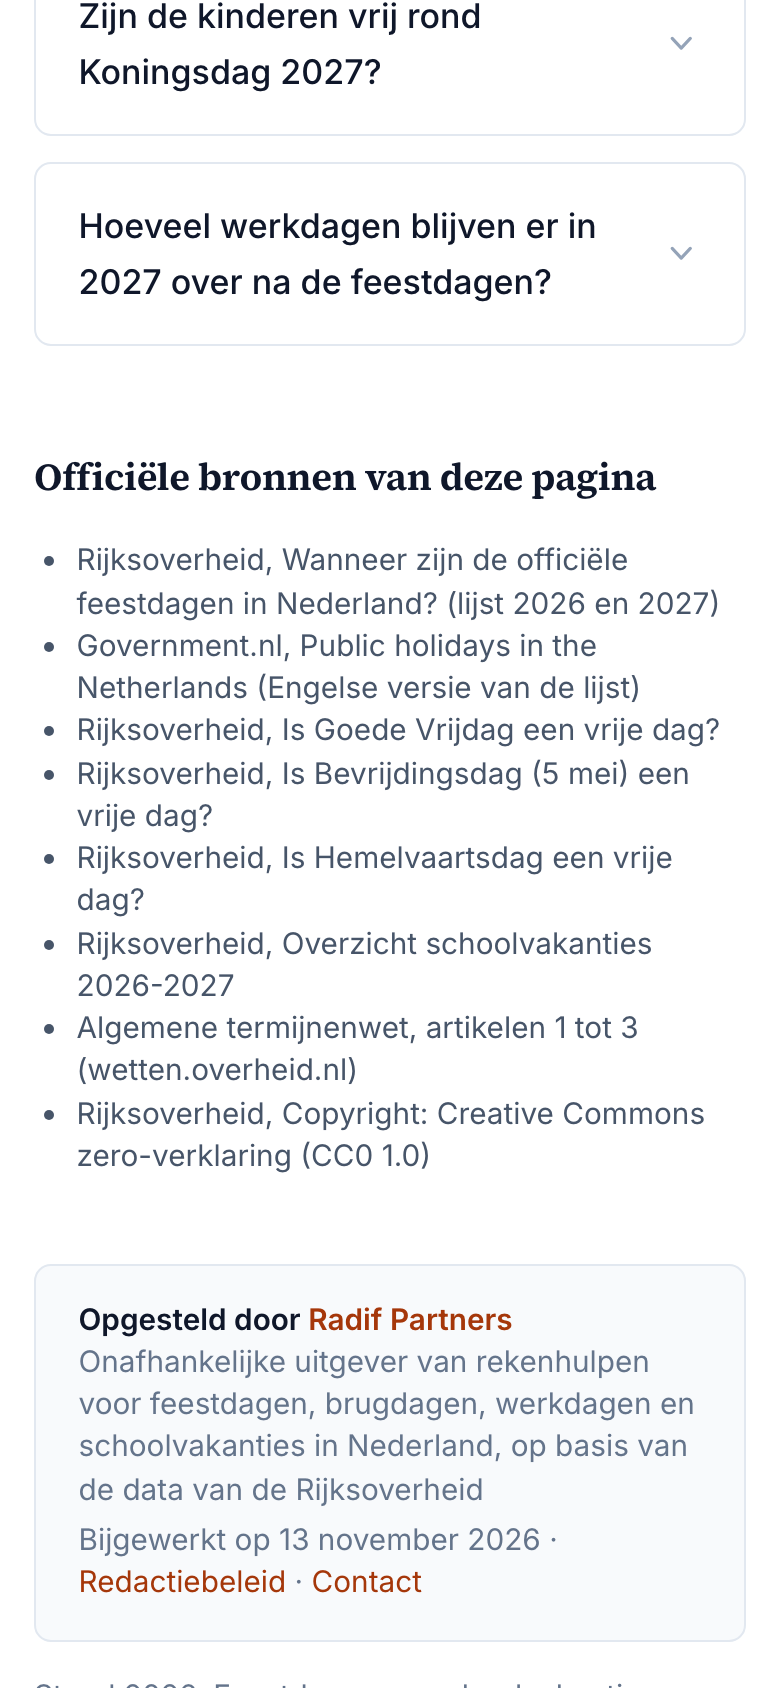 Zijn de kinderen vrij rond
Koningsdag 2027?
Hoeveel werkdagen blijven er in
2027 over na de feestdagen?
Officiële bronnen van deze pagina
• Rijksoverheid, Wanneer zijn de officiële
feestdagen in Nederland? (lijst 2026 en 2027)
• Government.nl, Public holidays in the
Netherlands (Engelse versie van de lijst)
• Rijksoverheid, Is Goede Vrijdag een vrije dag?
• Rijksoverheid, Is Bevrijdingsdag (5 mei) een
vrije dag?
• Rijksoverheid, Is Hemelvaartsdag een vrije
dag?
• Rijksoverheid, Overzicht schoolvakanties
2026-2027
• Algemene termijnenwet, artikelen 1 tot 3
(wetten.overheid.nl)
• Rijksoverheid, Copyright: Creative Commons
zero-verklaring (CC0 1.0)
Opgesteld door Radif Partners
Onafhankelijke uitgever van rekenhulpen
voor feestdagen, brugdagen, werkdagen en
schoolvakanties in Nederland, op basis van
de data van de Rijksoverheid
Bijgewerkt op 13 november 2026 ·
Redactiebeleid · Contact